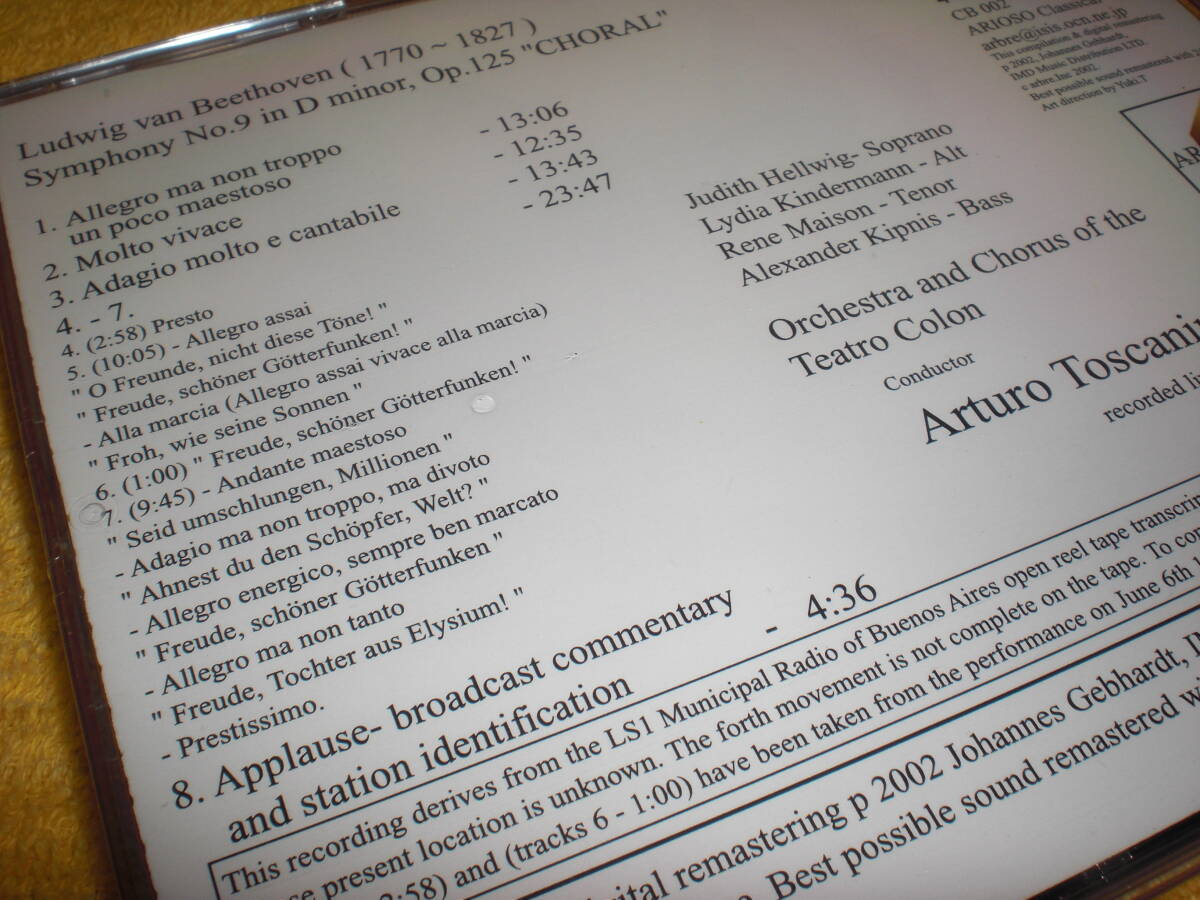 Ludwig van Beethoven ( 1770 ~ 1827 )
Symphony No.9 in D minor, Op.125 "CHORAL"
1. Allegro ma non troppo
un poco maestoso - 13:06
2. Molto vivace - 12:35
3. Adagio molto e cantabile - 13:43
4. - 7. - 23:47
4. (2:58) Presto
5. (10:05) - Allegro assai
" O Freunde, nicht diese Töne! "
" Freude, schöner Götterfunken! "
- Alla marcia (Allegro assai vivace alla marcia)
" Froh, wie seine Sonnen "
6. (1:00) " Freude, schöner Götterfunken! "
7. (9:45) - Andante maestoso
" Seid umschlungen, Millionen "
- Adagio ma non troppo, ma divoto
" Ahnest du den Schöpfer, Welt? "
- Allegro energico, sempre ben marcato
" Freude, schöner Götterfunken "
- Allegro ma non tanto
" Freude, Tochter aus Elysium! "
- Prestissimo.
8. Applause- broadcast commentary
and station identification - 4:36
CB 002
ARIOSO Classical
arbre@isis.ocn.ne.jp
This compilation & digital remastering
p 2002, Johannes Gebhardt,
IMD Music Distribution LTD.
c arbre.Inc 2002.
Best possible sound remastered with
Art direction by Yuki.T
Judith Hellwig- Soprano
Lydia Kindermann - Alt
Rene Maison - Tenor
Alexander Kipnis - Bass
Orchestra and Chorus of the
Teatro Colon
Conductor
Arturo Toscani
recorded
This recording derives from the LS1 Municipal Radio of Buenos Aires open reel tape
present location is unknown. The forth movement is not complete on the tape. To
2:58) and (tracks 6 - 1:00) have been taken from the performance on June 6th
remastering p 2002 Johannes Gebhardt,
Best possible sound remastered